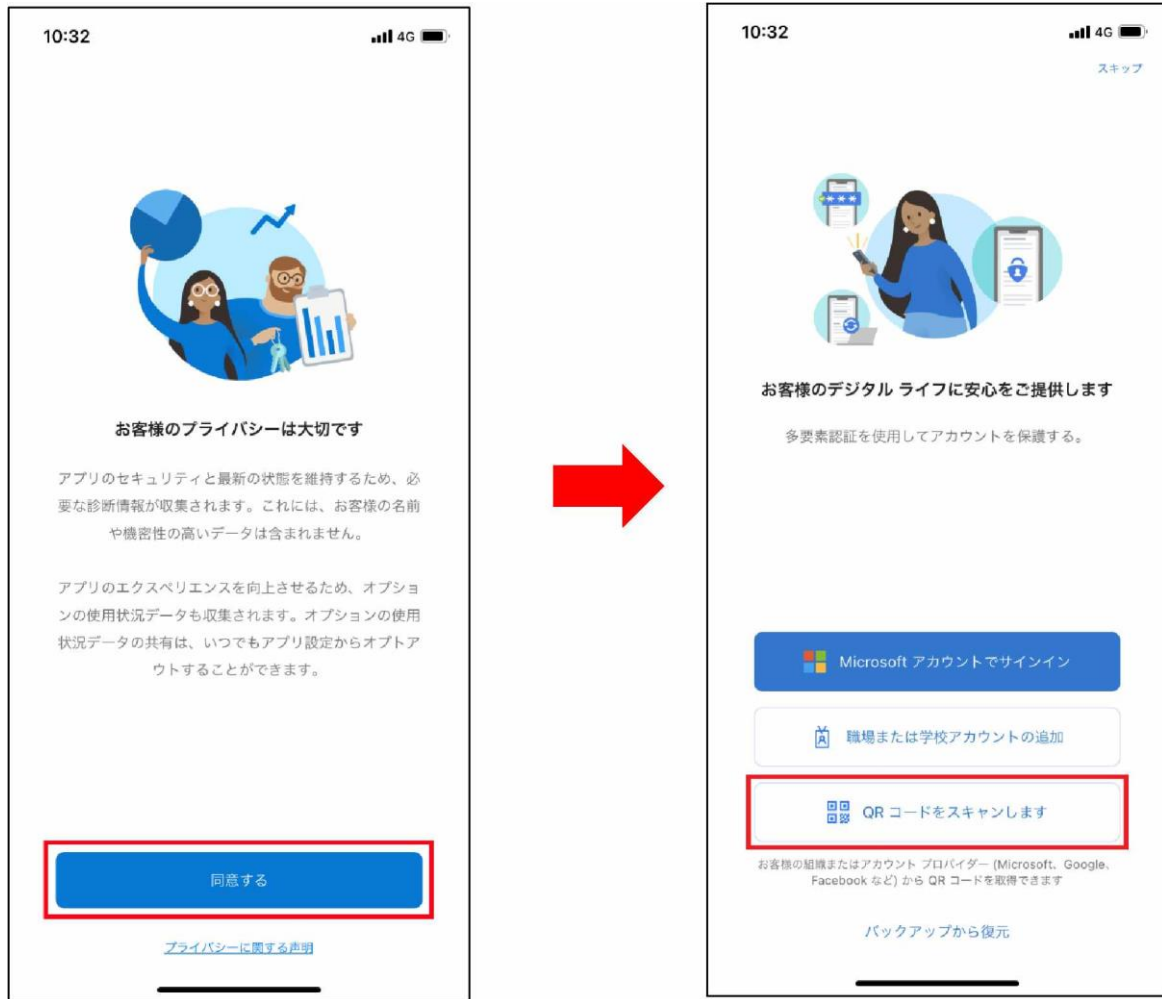 10:32
4G
お客様のプライバシーは大切です
アプリのセキュリティと最新の状態を維持するため、必
要な診断情報が収集されます。これには、お客様の名前
や機密性の高いデータは含まれません。
アプリのエクスペリエンスを向上させるため、オプショ
ンの使用状況データも収集されます。オプションの使用
状況データの共有は、いつでもアプリ設定からオプトア
ウトすることができます。
同意する
プライバシーに関する声明
10:32
4G
スキップ
***
お客様のデジタル ライフに安心をご提供します
多要素認証を使用してアカウントを保護する。
Microsoft アカウントでサインイン
職場または学校アカウントの追加
QR コードをスキャンします
お客様の組織またはアカウント プロバイダー (Microsoft、Google、
Facebook など) から QR コードを取得できます
バックアップから復元